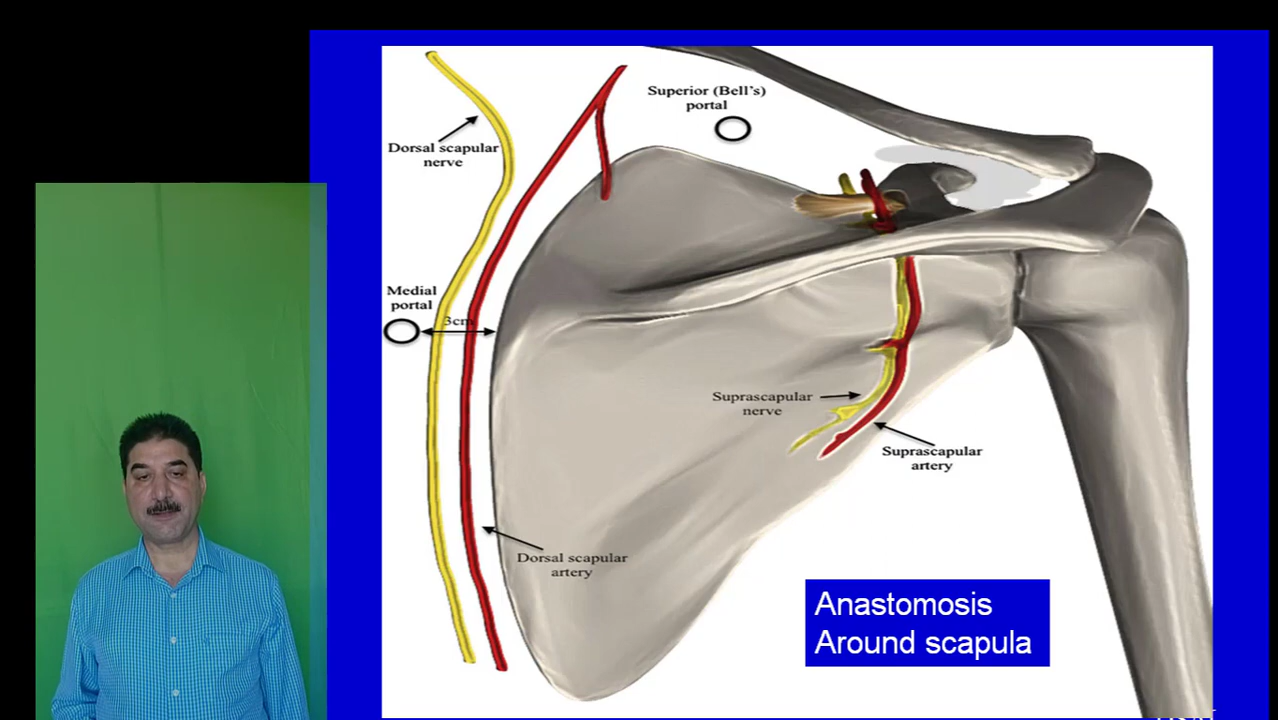 Superior (Bell's)
portal
Dorsal scapular
nerve
Medial
portal
3cm
Suprascapular
nerve
Suprascapular
artery
Dorsal scapular
artery
Anastomosis
Around scapula